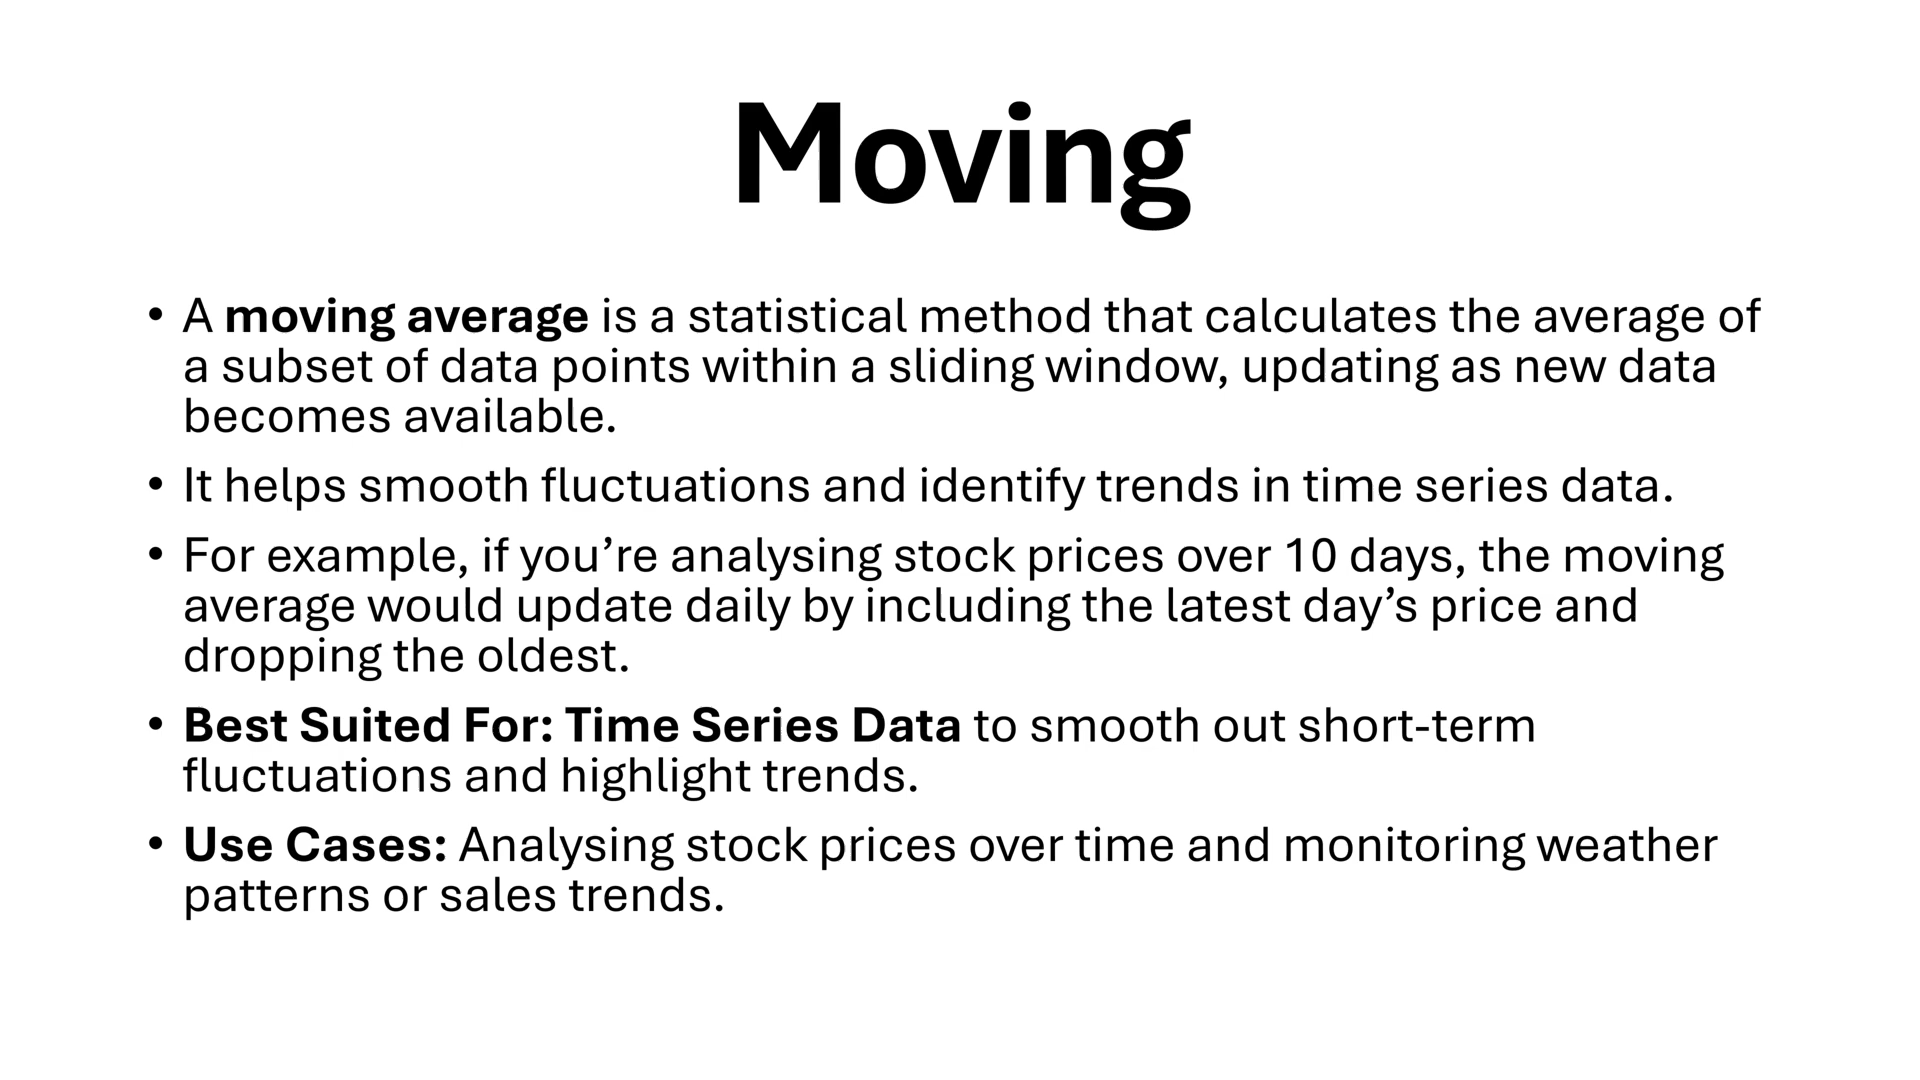 Moving
• A moving average is a statistical method that calculates the average of
a subset of data points within a sliding window, updating as new data
becomes available.
• It helps smooth fluctuations and identify trends in time series data.
• For example, if you’re analysing stock prices over 10 days, the moving
average would update daily by including the latest day’s price and
dropping the oldest.
• Best Suited For: Time Series Data to smooth out short-term
fluctuations and highlight trends.
• Use Cases: Analysing stock prices over time and monitoring weather
patterns or sales trends.